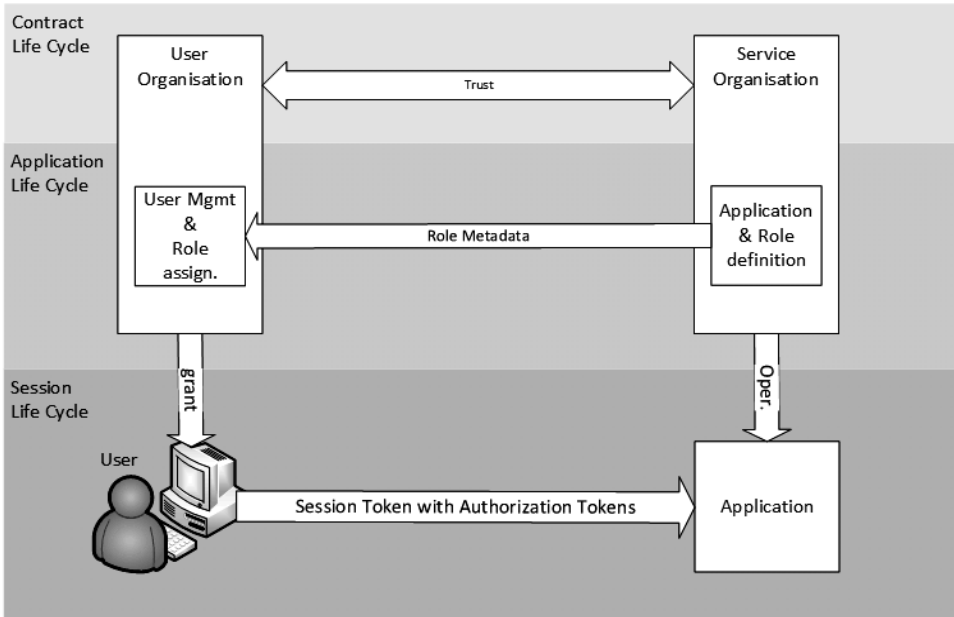 Contract
Life Cycle
User
Organisation
Trust
Service
Organisation
Application
Life Cycle
User Mgmt
&
Role
assign.
Role Metadata
Application
& Role
definition
grant
Oper.
Session
Life Cycle
User
Session Token with Authorization Tokens
Application